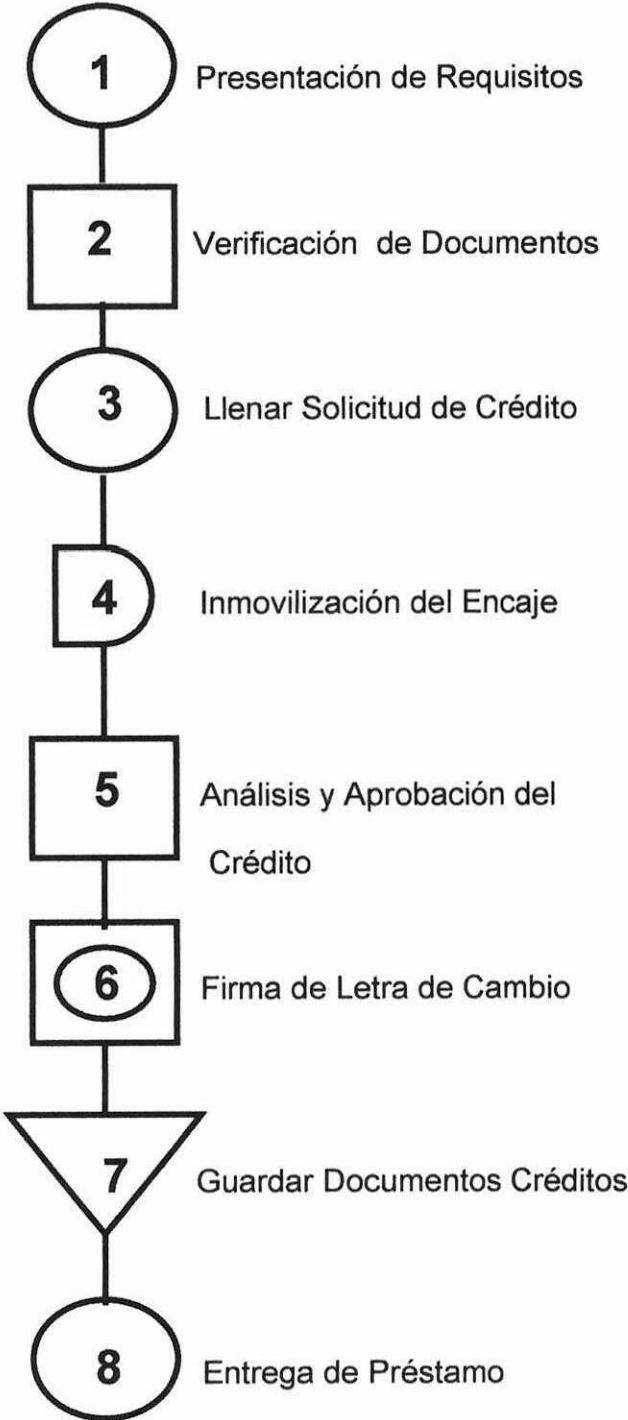 1 Presentación de Requisitos
2 Verificación de Documentos
3 Llenar Solicitud de Crédito
4 Inmovilización del Encaje
5 Análisis y Aprobación del
Crédito
6 Firma de Letra de Cambio
7 Guardar Documentos Créditos
8 Entrega de Préstamo